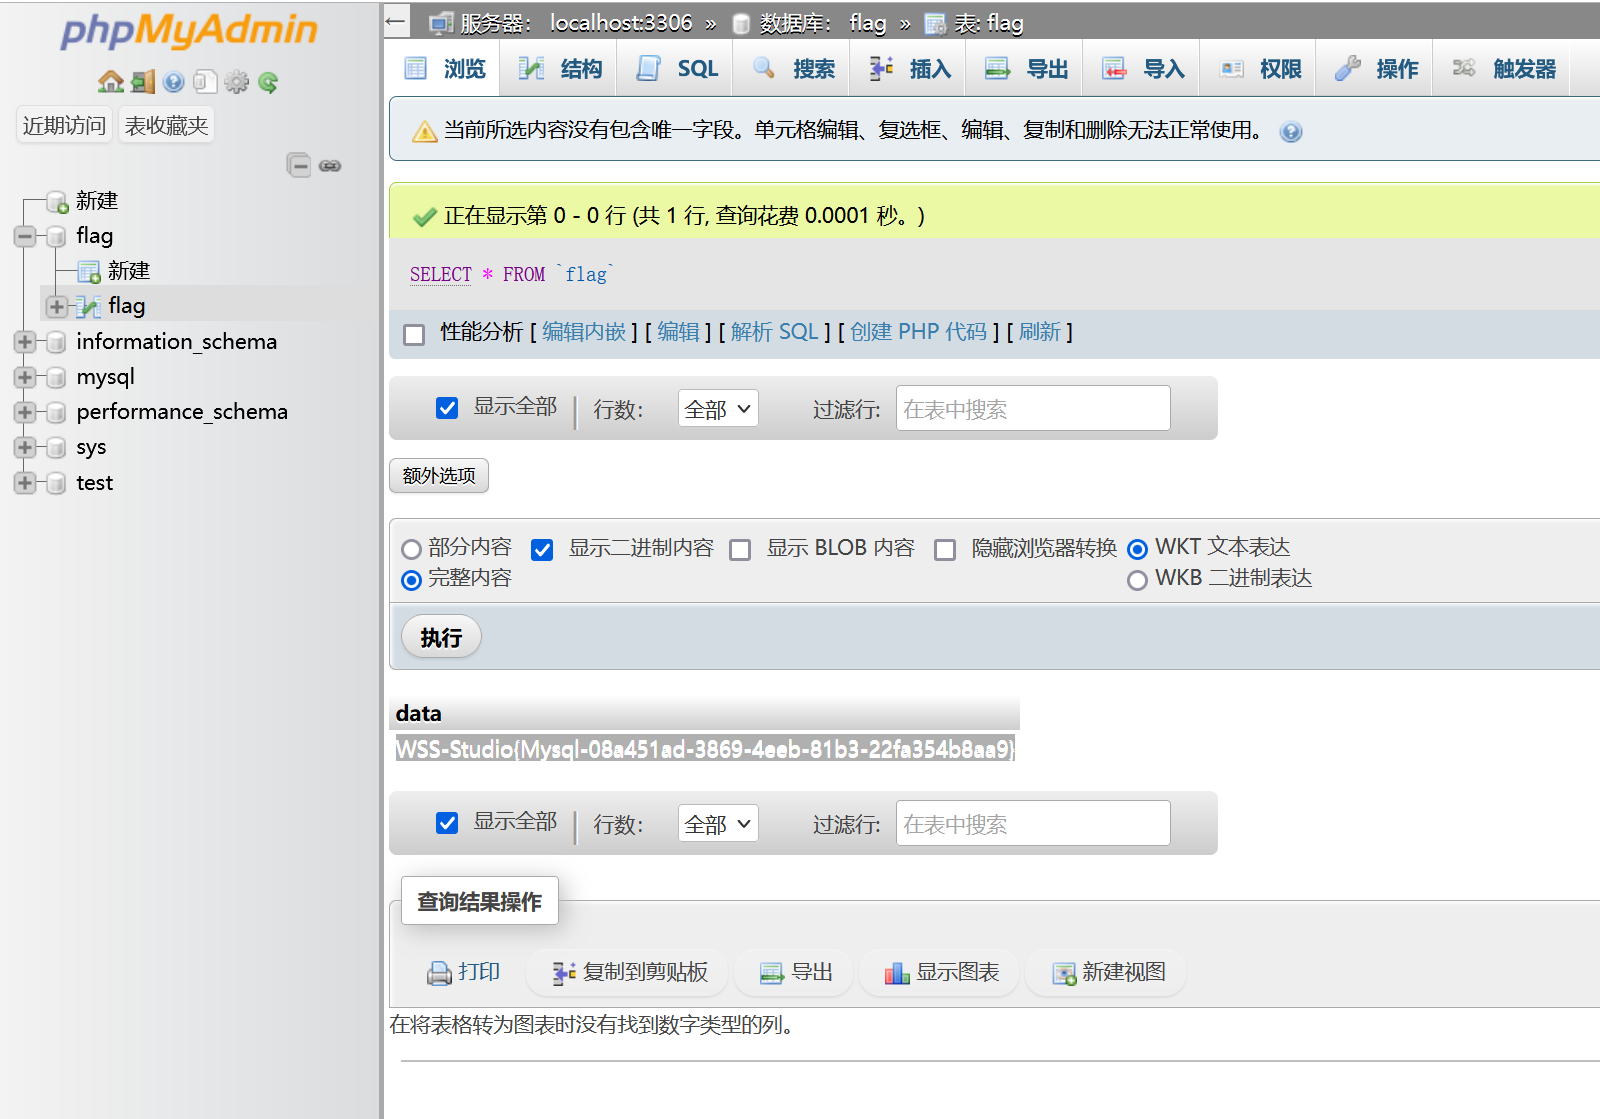 phpMyAdmin
近期访问 表收藏夹
新建
flag
新建
flag
information_schema
mysql
performance_schema
sys
test
服务器: localhost:3306 » 数据库: flag » 表: flag
浏览 结构 SQL 搜索 插入 导出 导入 权限 操作 触发器
当前所选内容没有包含唯一字段。单元格编辑、复选框、编辑、复制和删除无法正常使用。
正在显示第 0 - 0 行 (共 1 行, 查询花费 0.0001 秒。)
SELECT * FROM `flag`
性能分析 [ 编辑内嵌 ] [ 编辑 ] [ 解析 SQL ] [ 创建 PHP 代码 ] [ 刷新 ]
显示全部 | 行数: 全部 过滤行: 在表中搜索
额外选项
部分内容 显示二进制内容 显示 BLOB 内容 隐藏浏览器转换 WKT 文本表达
完整内容 WKB 二进制表达
执行
data
WSS-Studio{Mysql-08a451ad-3869-4eeb-81b3-22fa354b8aa9}
显示全部 | 行数: 全部 过滤行: 在表中搜索
查询结果操作
打印 复制到剪贴板 导出 显示图表 新建视图
在将表格转为图表时没有找到数字类型的列。